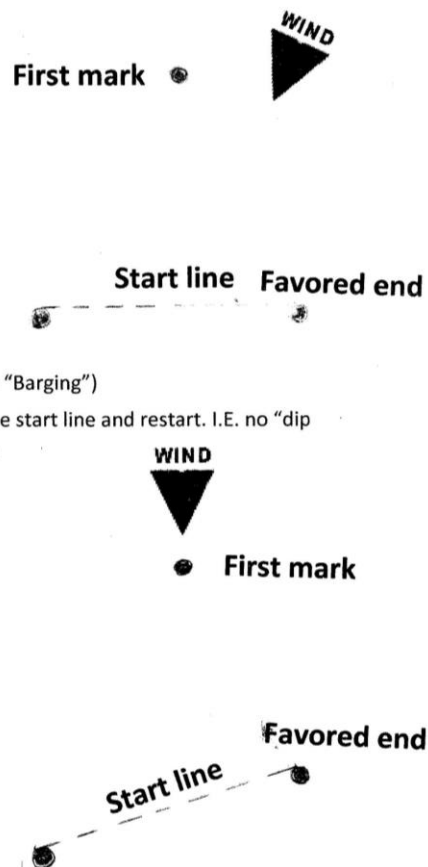 WIND
First mark
Start line Favored end
"Barging")
e start line and restart. I.E. no "dip
WIND
First mark
Favored end
Start line